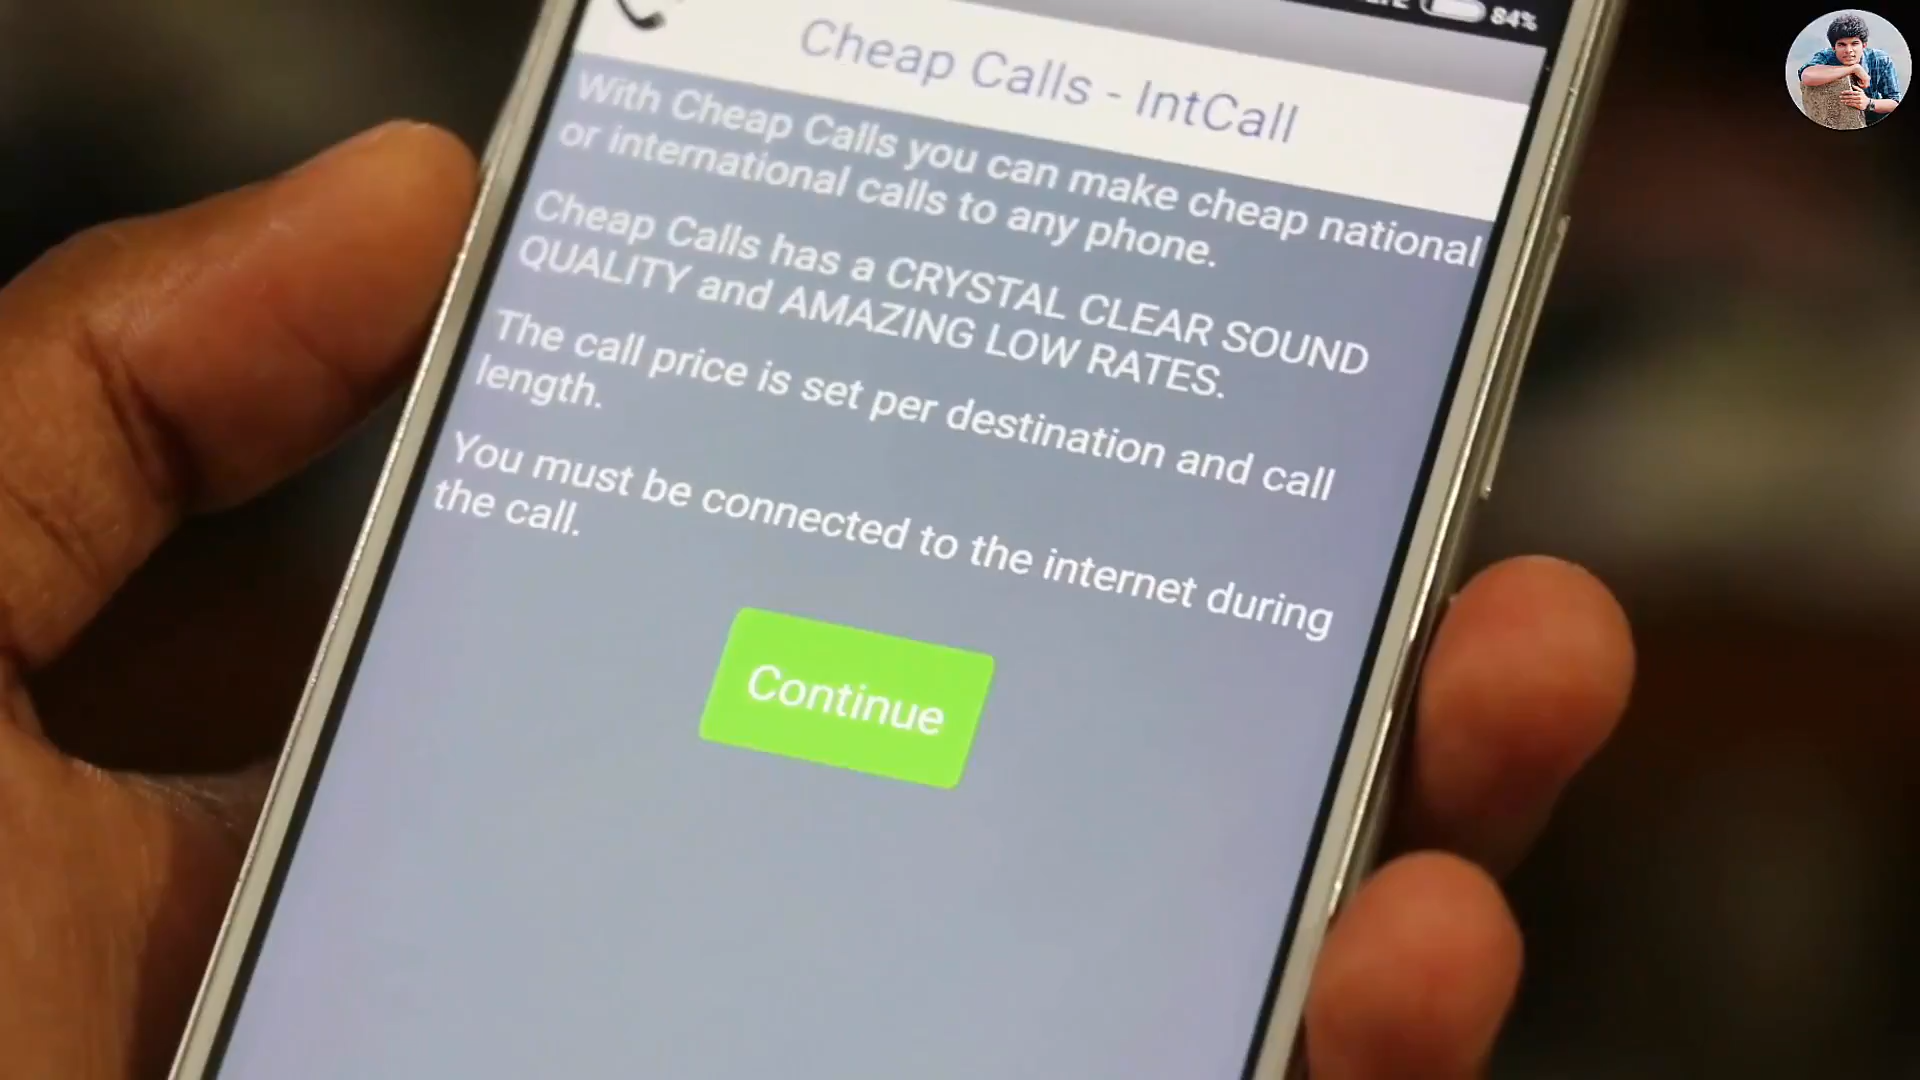 84%
Cheap Calls - IntCall
With Cheap Calls you can make cheap national
or international calls to any phone.
Cheap Calls has a CRYSTAL CLEAR SOUND
QUALITY and AMAZING LOW RATES.
The call price is set per destination and call
length.
You must be connected to the internet during
the call.
Continue